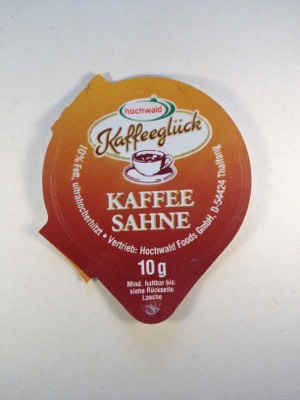 hochwald
Kaffeeglück
KAFFEE
SAHNE
10% Fett, ultrahocherhitzt • Vertrieb: Hochwald Foods GmbH, D-54424 Thalfang
10 g
Mind. haltbar bis:
siehe Rückseite
Lasche